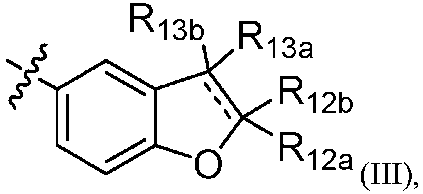 R13b R13a
R12b
O R12a (III),